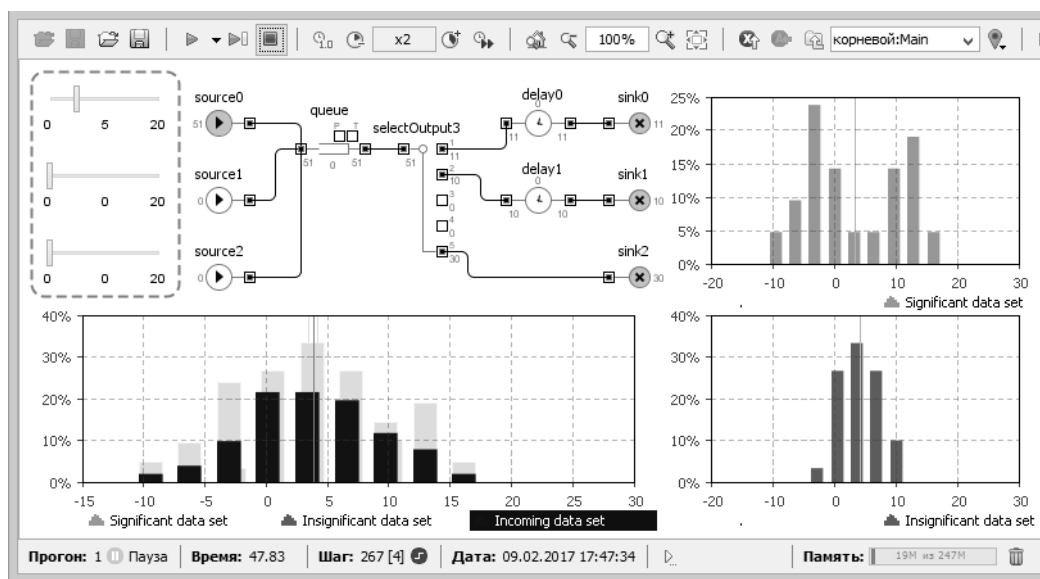 x2 100% корневой:Main
source0 delay0 sink0
queue
0 5 20
51 P T selectOutput3 0 11
51 0 51 51 1 11 11 11
source1 delay1 sink1
0 0 20
0 2 10 0 10 10 10
3 0
4 0
source2 sink2
0 0 20
0 5 30 30
25%
20%
15%
10%
5%
0%
-20 -10 0 10 20 30
Significant data set
40%
30%
20%
10%
0%
-15 -10 -5 0 5 10 15 20 25 30
Significant data set Insignificant data set Incoming data set
40%
30%
20%
10%
0%
-20 -10 0 10 20 30
Insignificant data set
Прогон: 1 Пауза Время: 47.83 Шаг: 267 [4] Дата: 09.02.2017 17:47:34 Память: 19M из 247M